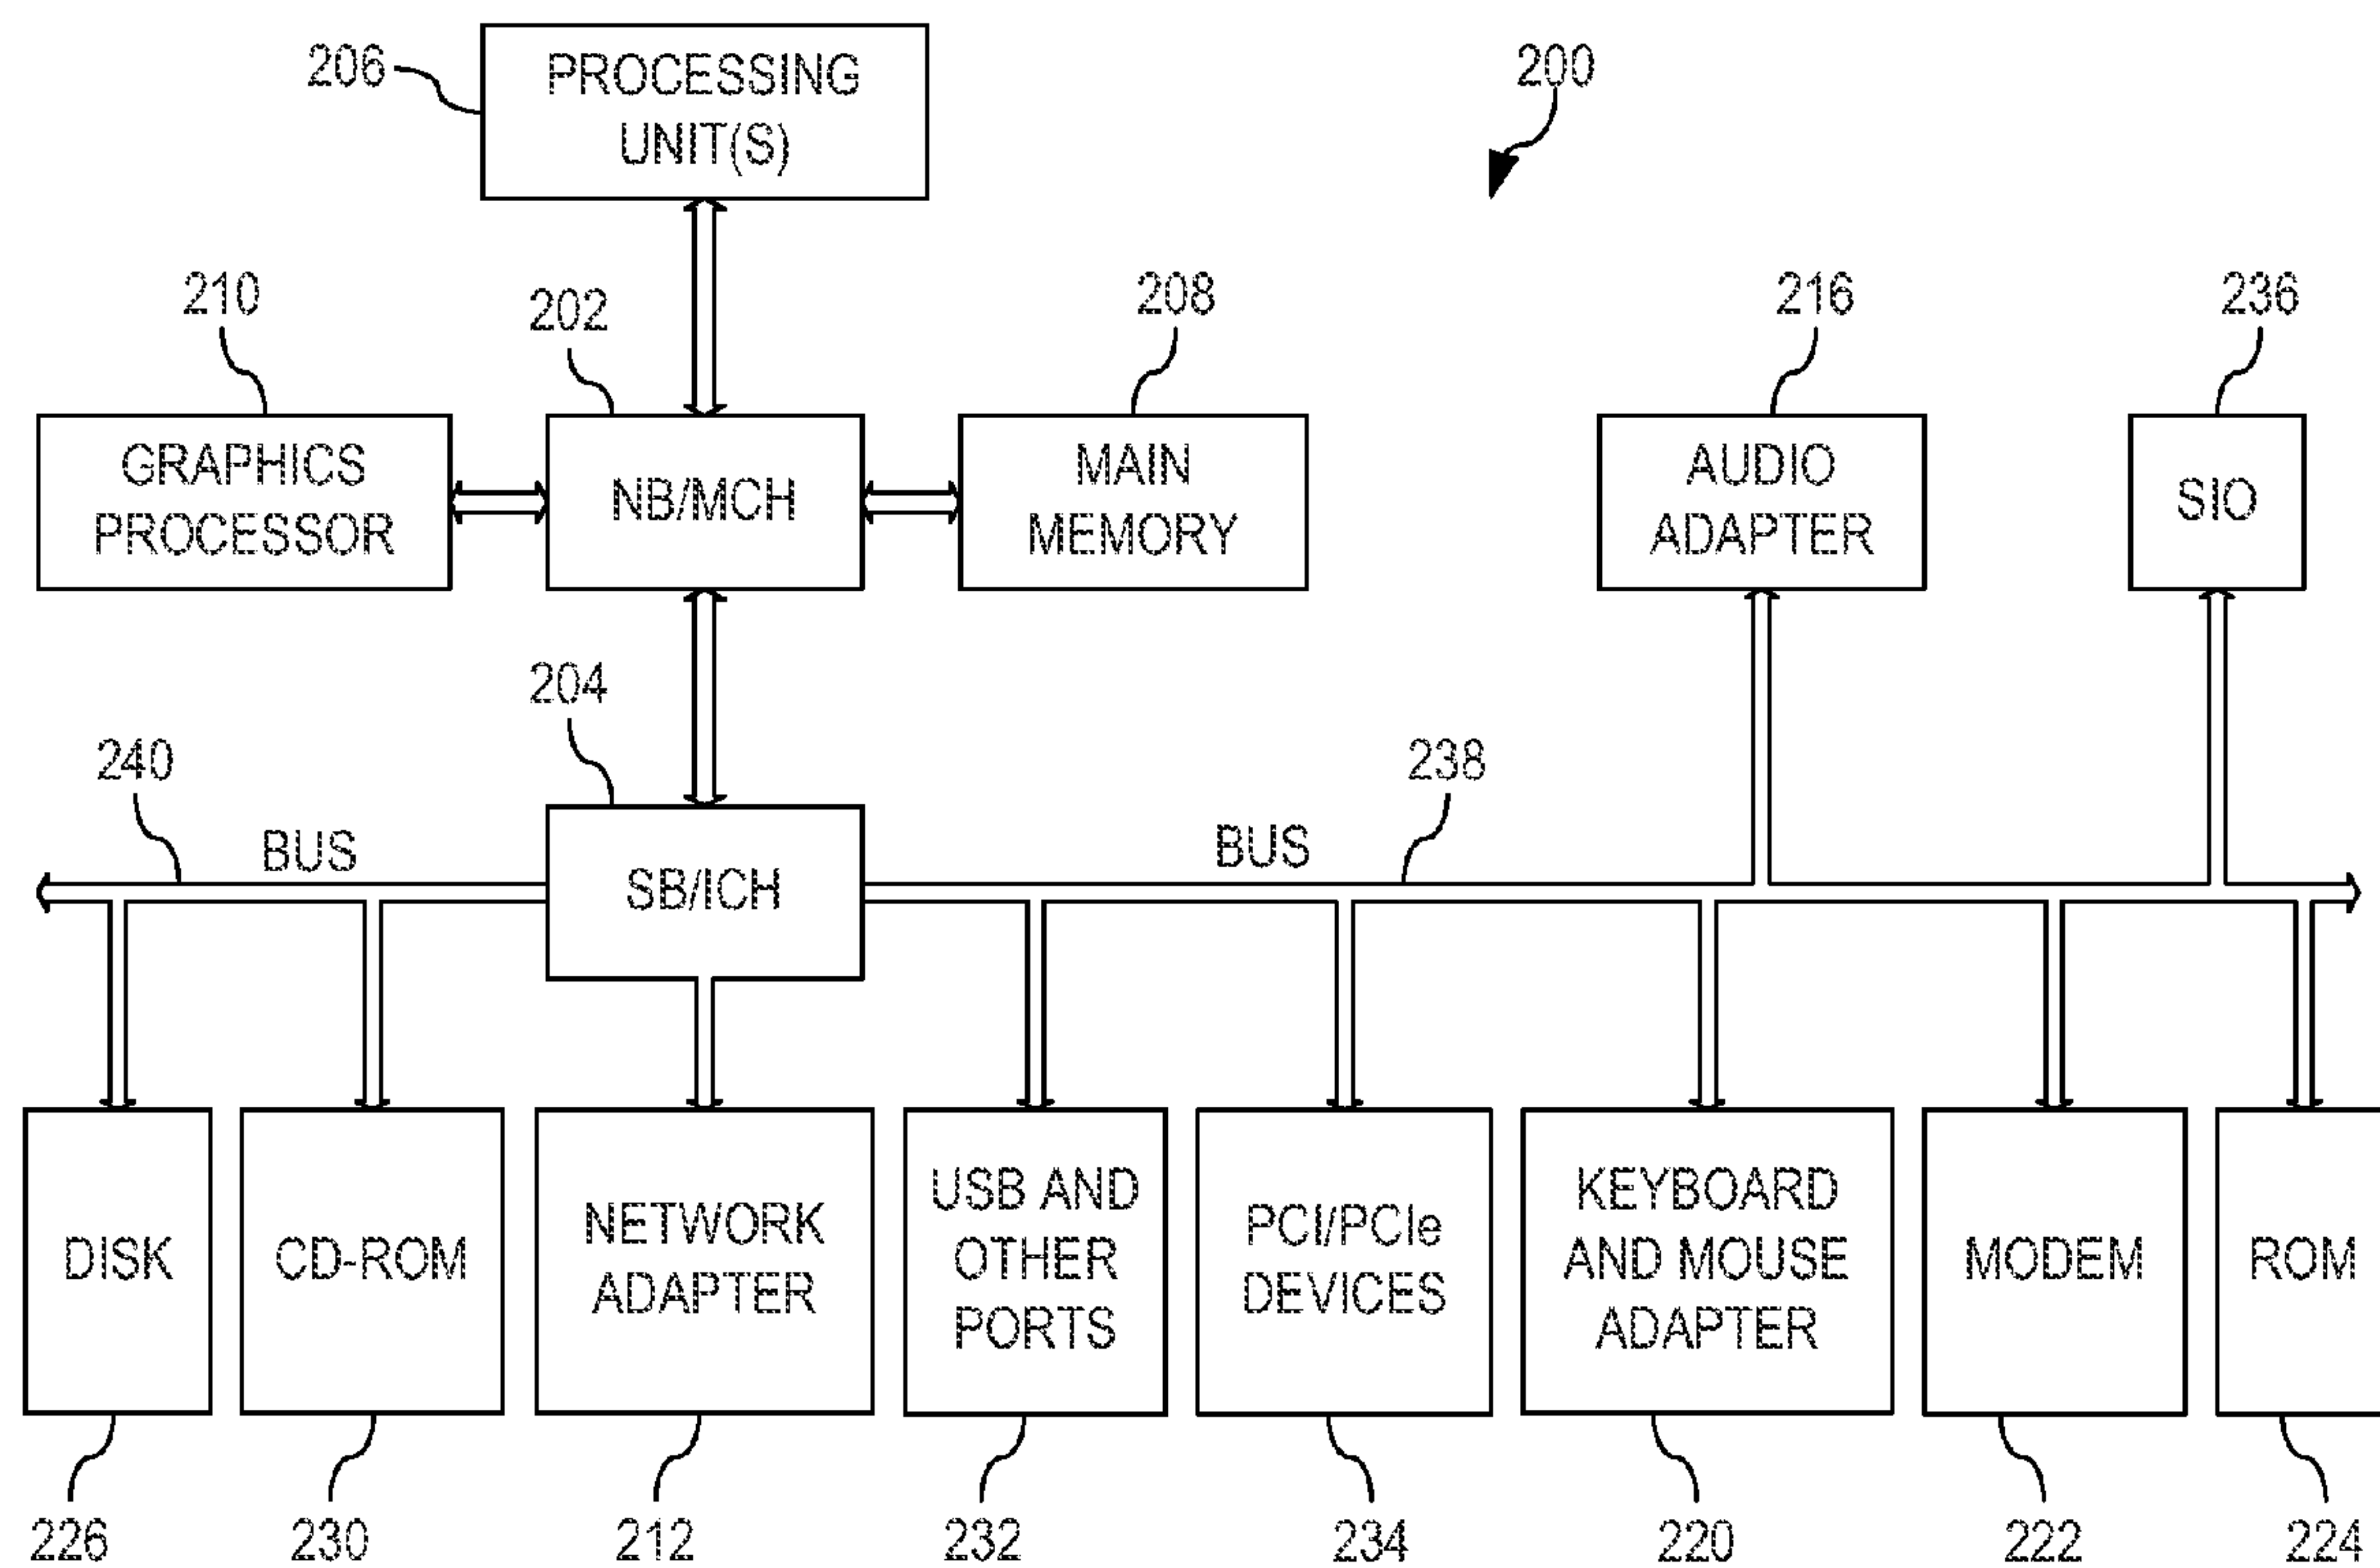 206
PROCESSING
UNIT(S)
200
210
202
208
216
236
GRAPHICS
PROCESSOR
NB/MCH
MAIN
MEMORY
AUDIO
ADAPTER
SIO
204
240
238
BUS
BUS
SB/ICH
DISK
CD-ROM
NETWORK
ADAPTER
USB AND
OTHER
PORTS
PCI/PCIe
DEVICES
KEYBOARD
AND MOUSE
ADAPTER
MODEM
ROM
226
230
212
232
234
220
222
224